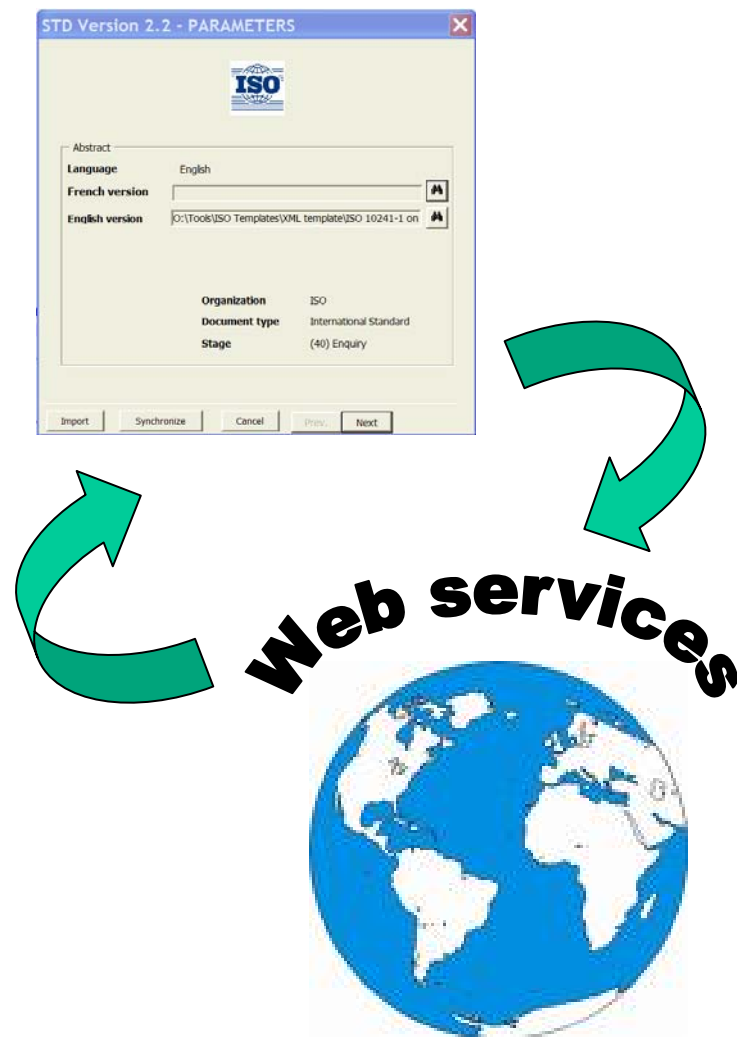 STD Version 2.2 - PARAMETERS
ISO
Abstract
Language English
French version
English version O:\Tools\ISO Templates\XML template\ISO 10241-1 on
Organization ISO
Document type International Standard
Stage (40) Enquiry
Import Synchronize Cancel Prev. Next
Web services